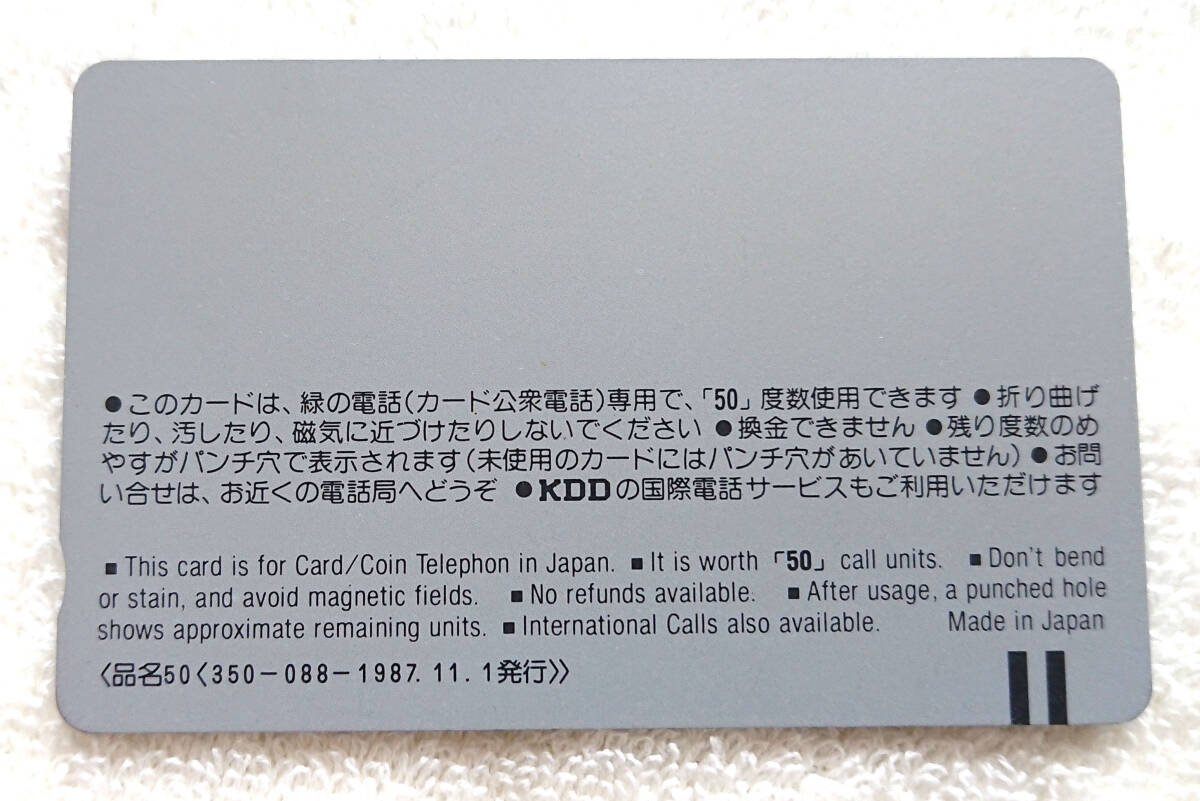 ●このカードは、緑の電話(カード公衆電話)専用で、「50」度数使用できます ●折り曲げ
たり、汚したり、磁気に近づけたりしないでください ●換金できません ●残り度数のめ
やすがパンチ穴で表示されます(未使用のカードにはパンチ穴があいていません) ●お問
い合せは、お近くの電話局へどうぞ ●KDDの国際電話サービスもご利用いただけます
■ This card is for Card/Coin Telephon in Japan. ■ It is worth 「50」 call units. ■ Don't bend
or stain, and avoid magnetic fields. ■ No refunds available. ■ After usage, a punched hole
shows approximate remaining units. ■ International Calls also available. Made in Japan
〈品名50〈350-088-1987. 11. 1発行〉〉